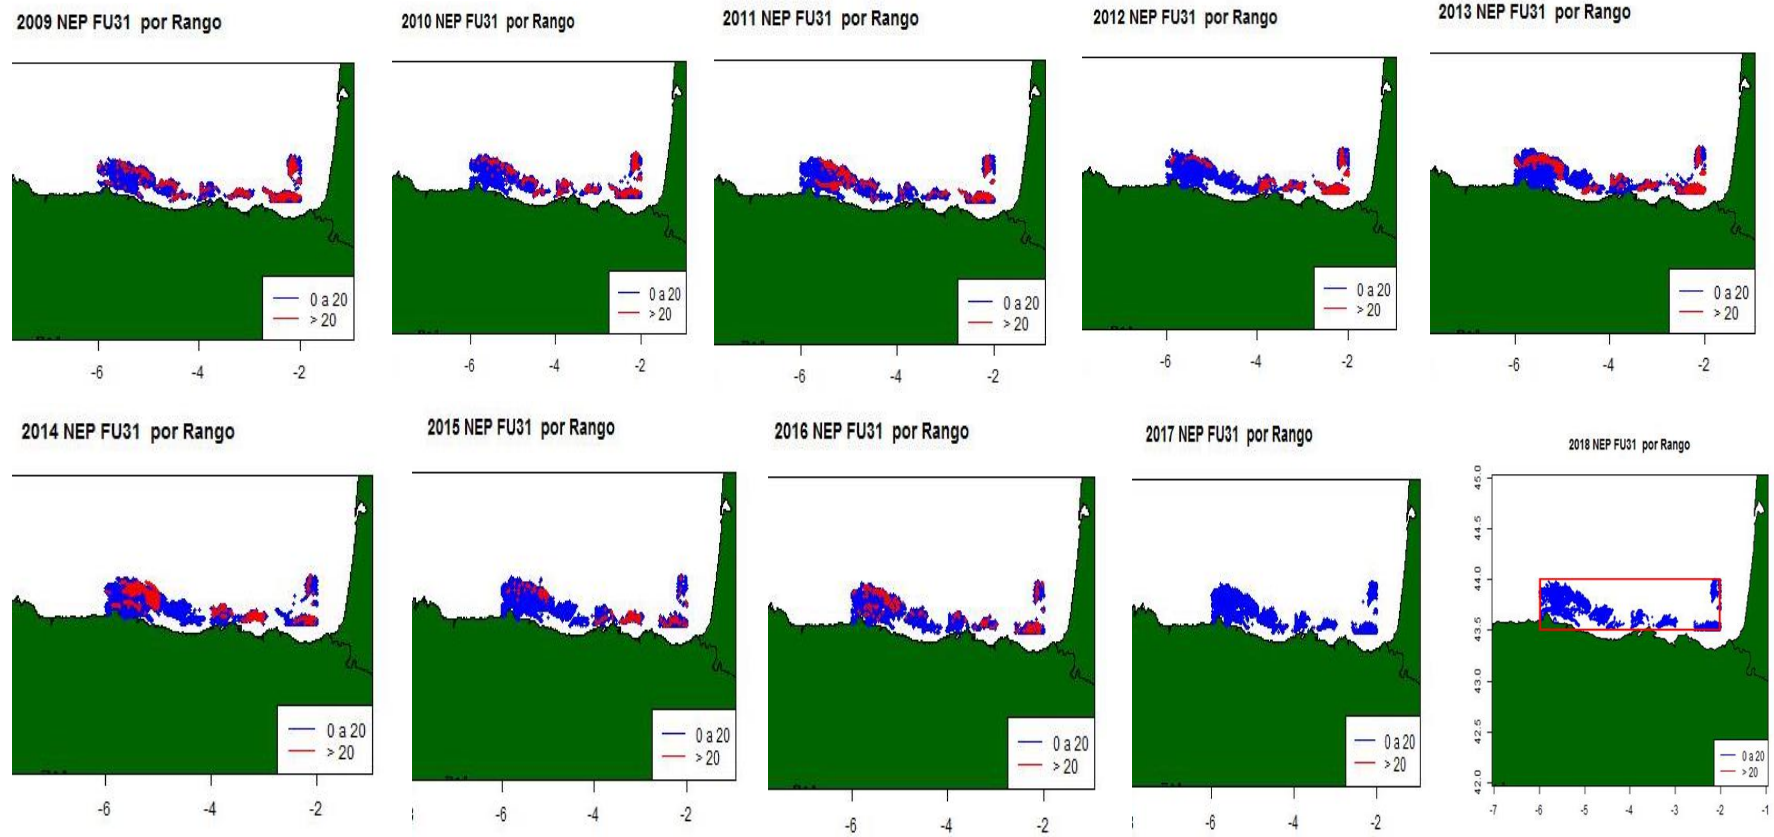 2009 NEP FU31 por Rango
0 a 20
> 20
-6 -4 -2
2010 NEP FU31 por Rango
0 a 20
> 20
-6 -4 -2
2011 NEP FU31 por Rango
0 a 20
> 20
-6 -4 -2
2012 NEP FU31 por Rango
0 a 20
> 20
-6 -4 -2
2013 NEP FU31 por Rango
0 a 20
> 20
-6 -4 -2
2014 NEP FU31 por Rango
0 a 20
> 20
-6 -4 -2
2015 NEP FU31 por Rango
0 a 20
> 20
-6 -4 -2
2016 NEP FU31 por Rango
0 a 20
> 20
-6 -4 -2
2017 NEP FU31 por Rango
0 a 20
> 20
-6 -4 -2
2018 NEP FU31 por Rango
45.0
44.5
44.0
43.5
43.0
42.5
42.0
0 a 20
> 20
-7 -6 -5 -4 -3 -2 -1